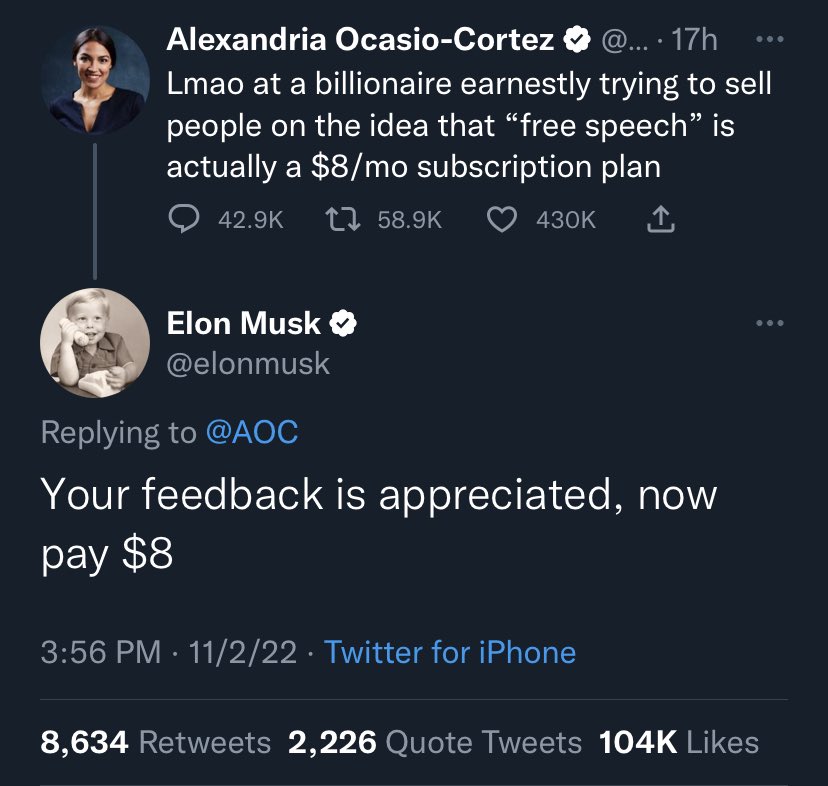 Alexandria Ocasio-Cortez @... · 17h
Lmao at a billionaire earnestly trying to sell
people on the idea that “free speech” is
actually a $8/mo subscription plan
42.9K 58.9K 430K
Elon Musk
@elonmusk
Replying to @AOC
Your feedback is appreciated, now
pay $8
3:56 PM · 11/2/22 · Twitter for iPhone
8,634 Retweets 2,226 Quote Tweets 104K Likes